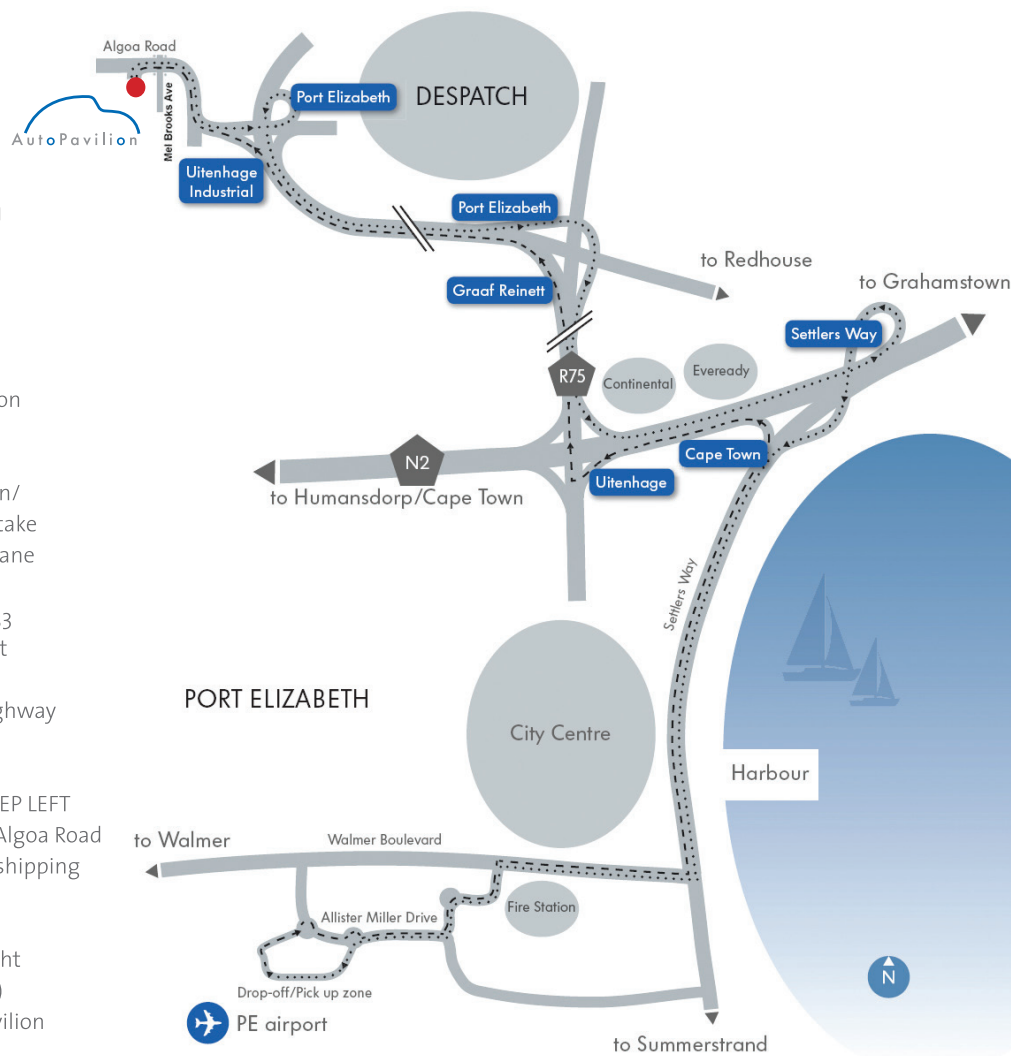 Algoa Road
Mel Brooks Ave
AutoPavilion
Port Elizabeth
DESPATCH
Uitenhage
Industrial
Port Elizabeth
to Redhouse
Graaf Reinett
to Grahamstown
Settlers Way
R75
Continental
Eveready
N2
to Humansdorp/Cape Town
Cape Town
Uitenhage
Settlers Way
PORT ELIZABETH
City Centre
Harbour
to Walmer
Walmer Boulevard
Fire Station
Allister Miller Drive
Drop-off/Pick up zone
PE airport
to Summerstrand
N
on
n/
take
ane
3
t
ghway
EP LEFT
Algoa Road
shipping
ht
)
vilion